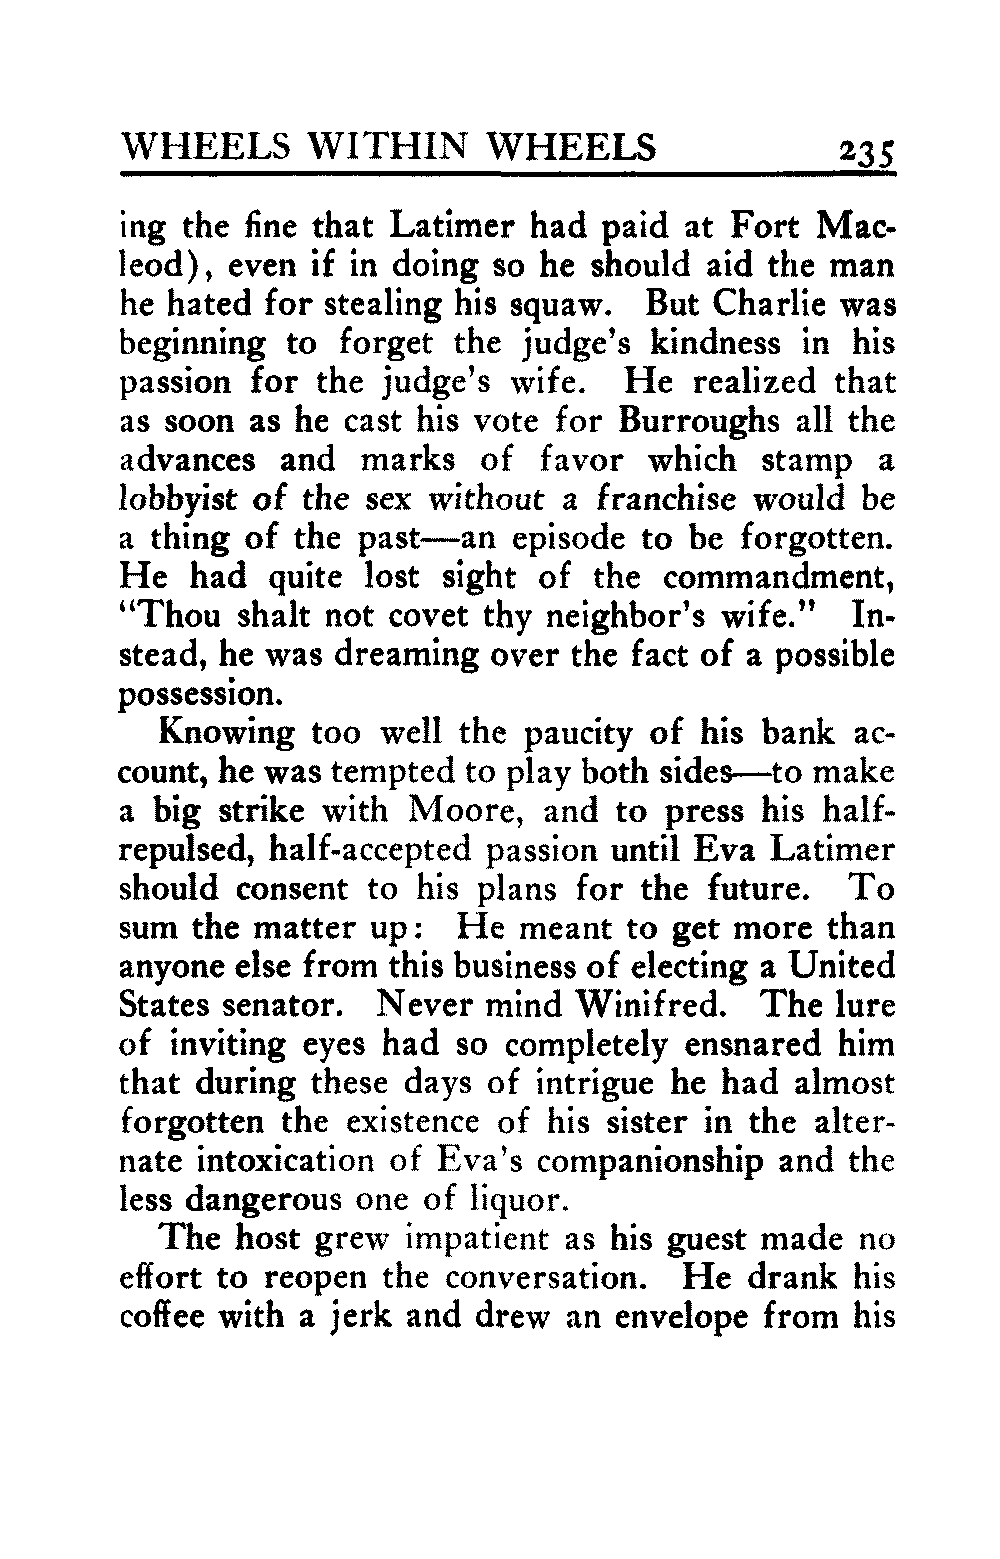 WHEELS WITHIN WHEELS 235
ing the fine that Latimer had paid at Fort Mac-
leod), even if in doing so he should aid the man
he hated for stealing his squaw. But Charlie was
beginning to forget the judge's kindness in his
passion for the judge's wife. He realized that
as soon as he cast his vote for Burroughs all the
advances and marks of favor which stamp a
lobbyist of the sex without a franchise would be
a thing of the past—an episode to be forgotten.
He had quite lost sight of the commandment,
"Thou shalt not covet thy neighbor's wife." In-
stead, he was dreaming over the fact of a possible
possession.
Knowing too well the paucity of his bank ac-
count, he was tempted to play both sides—to make
a big strike with Moore, and to press his half-
repulsed, half-accepted passion until Eva Latimer
should consent to his plans for the future. To
sum the matter up: He meant to get more than
anyone else from this business of electing a United
States senator. Never mind Winifred. The lure
of inviting eyes had so completely ensnared him
that during these days of intrigue he had almost
forgotten the existence of his sister in the alter-
nate intoxication of Eva's companionship and the
less dangerous one of liquor.
The host grew impatient as his guest made no
effort to reopen the conversation. He drank his
coffee with a jerk and drew an envelope from his